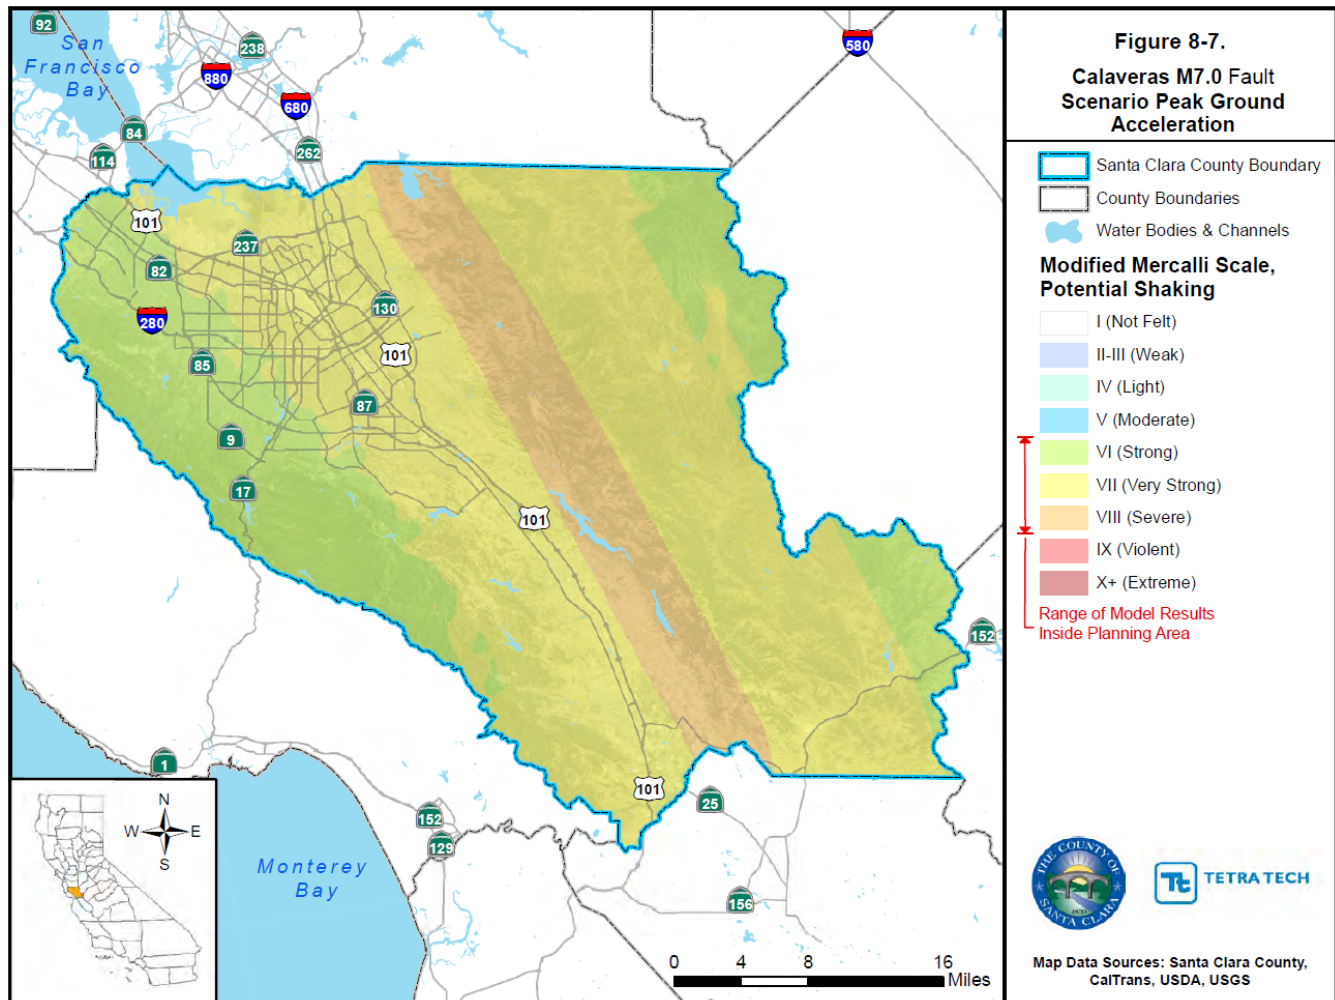 92
San
Francisco
Bay
238
880
680
84
114
262
580
101
237
82
280
130
101
85
87
9
17
101
152
1
101
25
152
129
156
Monterey
Bay
N
W
E
S
0
4
8
16
Miles
Figure 8-7.
Calaveras M7.0 Fault
Scenario Peak Ground
Acceleration
Santa Clara County Boundary
County Boundaries
Water Bodies & Channels
Modified Mercalli Scale,
Potential Shaking
I (Not Felt)
II-III (Weak)
IV (Light)
V (Moderate)
VI (Strong)
VII (Very Strong)
VIII (Severe)
IX (Violent)
X+ (Extreme)
Range of Model Results
Inside Planning Area
THE COUNTY OF
SANTA CLARA
1850
Tt
TETRA TECH
Map Data Sources: Santa Clara County,
CalTrans, USDA, USGS